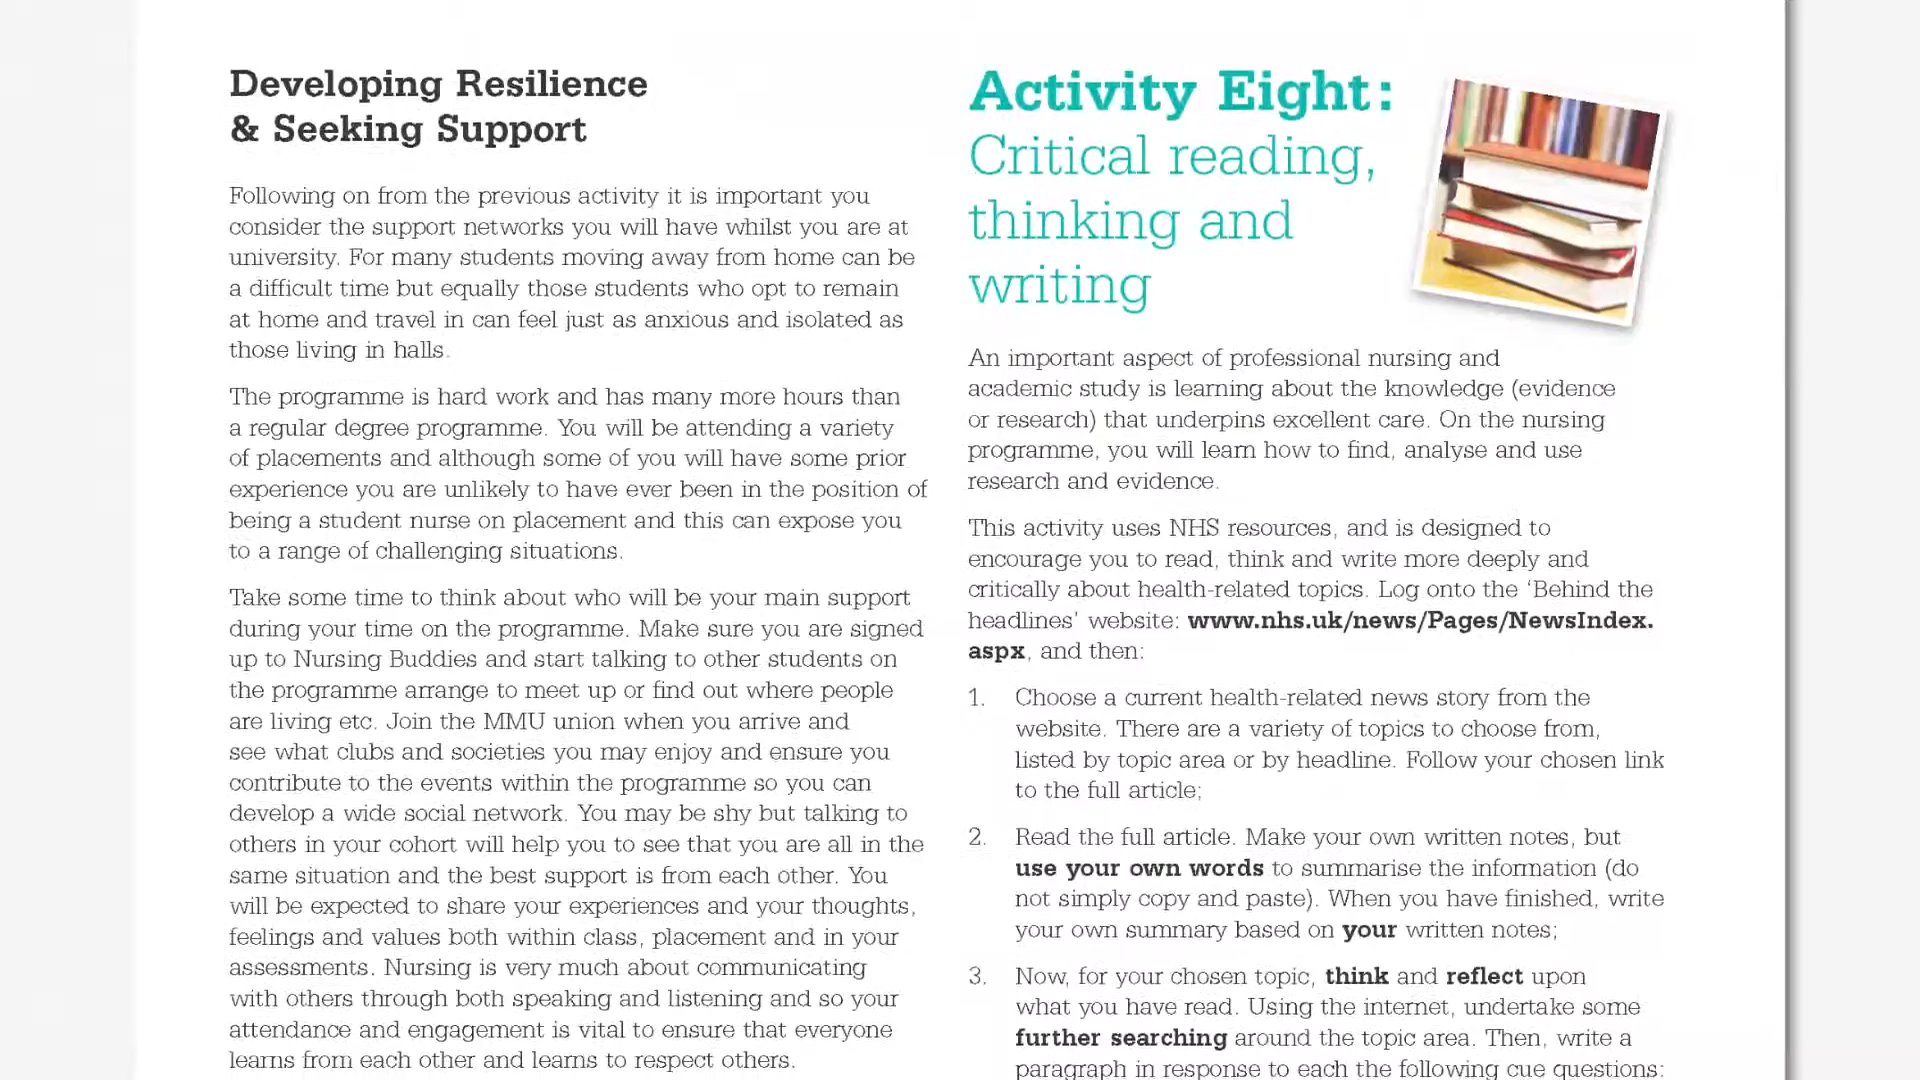 Developing Resilience
& Seeking Support
Following on from the previous activity it is important you
consider the support networks you will have whilst you are at
university. For many students moving away from home can be
a difficult time but equally those students who opt to remain
at home and travel in can feel just as anxious and isolated as
those living in halls.
The programme is hard work and has many more hours than
a regular degree programme. You will be attending a variety
of placements and although some of you will have some prior
experience you are unlikely to have ever been in the position of
being a student nurse on placement and this can expose you
to a range of challenging situations.
Take some time to think about who will be your main support
during your time on the programme. Make sure you are signed
up to Nursing Buddies and start talking to other students on
the programme arrange to meet up or find out where people
are living etc. Join the MMU union when you arrive and
see what clubs and societies you may enjoy and ensure you
contribute to the events within the programme so you can
develop a wide social network. You may be shy but talking to
others in your cohort will help you to see that you are all in the
same situation and the best support is from each other. You
will be expected to share your experiences and your thoughts,
feelings and values both within class, placement and in your
assessments. Nursing is very much about communicating
with others through both speaking and listening and so your
attendance and engagement is vital to ensure that everyone
learns from each other and learns to respect others.
Activity Eight:
Critical reading,
thinking and
writing
An important aspect of professional nursing and
academic study is learning about the knowledge (evidence
or research) that underpins excellent care. On the nursing
programme, you will learn how to find, analyse and use
research and evidence.
This activity uses NHS resources, and is designed to
encourage you to read, think and write more deeply and
critically about health-related topics. Log onto the ‘Behind the
headlines’ website: www.nhs.uk/news/Pages/NewsIndex.
aspx, and then:
1. Choose a current health-related news story from the
website. There are a variety of topics to choose from,
listed by topic area or by headline. Follow your chosen link
to the full article;
2. Read the full article. Make your own written notes, but
use your own words to summarise the information (do
not simply copy and paste). When you have finished, write
your own summary based on your written notes;
3. Now, for your chosen topic, think and reflect upon
what you have read. Using the internet, undertake some
further searching around the topic area. Then, write a
paragraph in response to each the following cue questions: